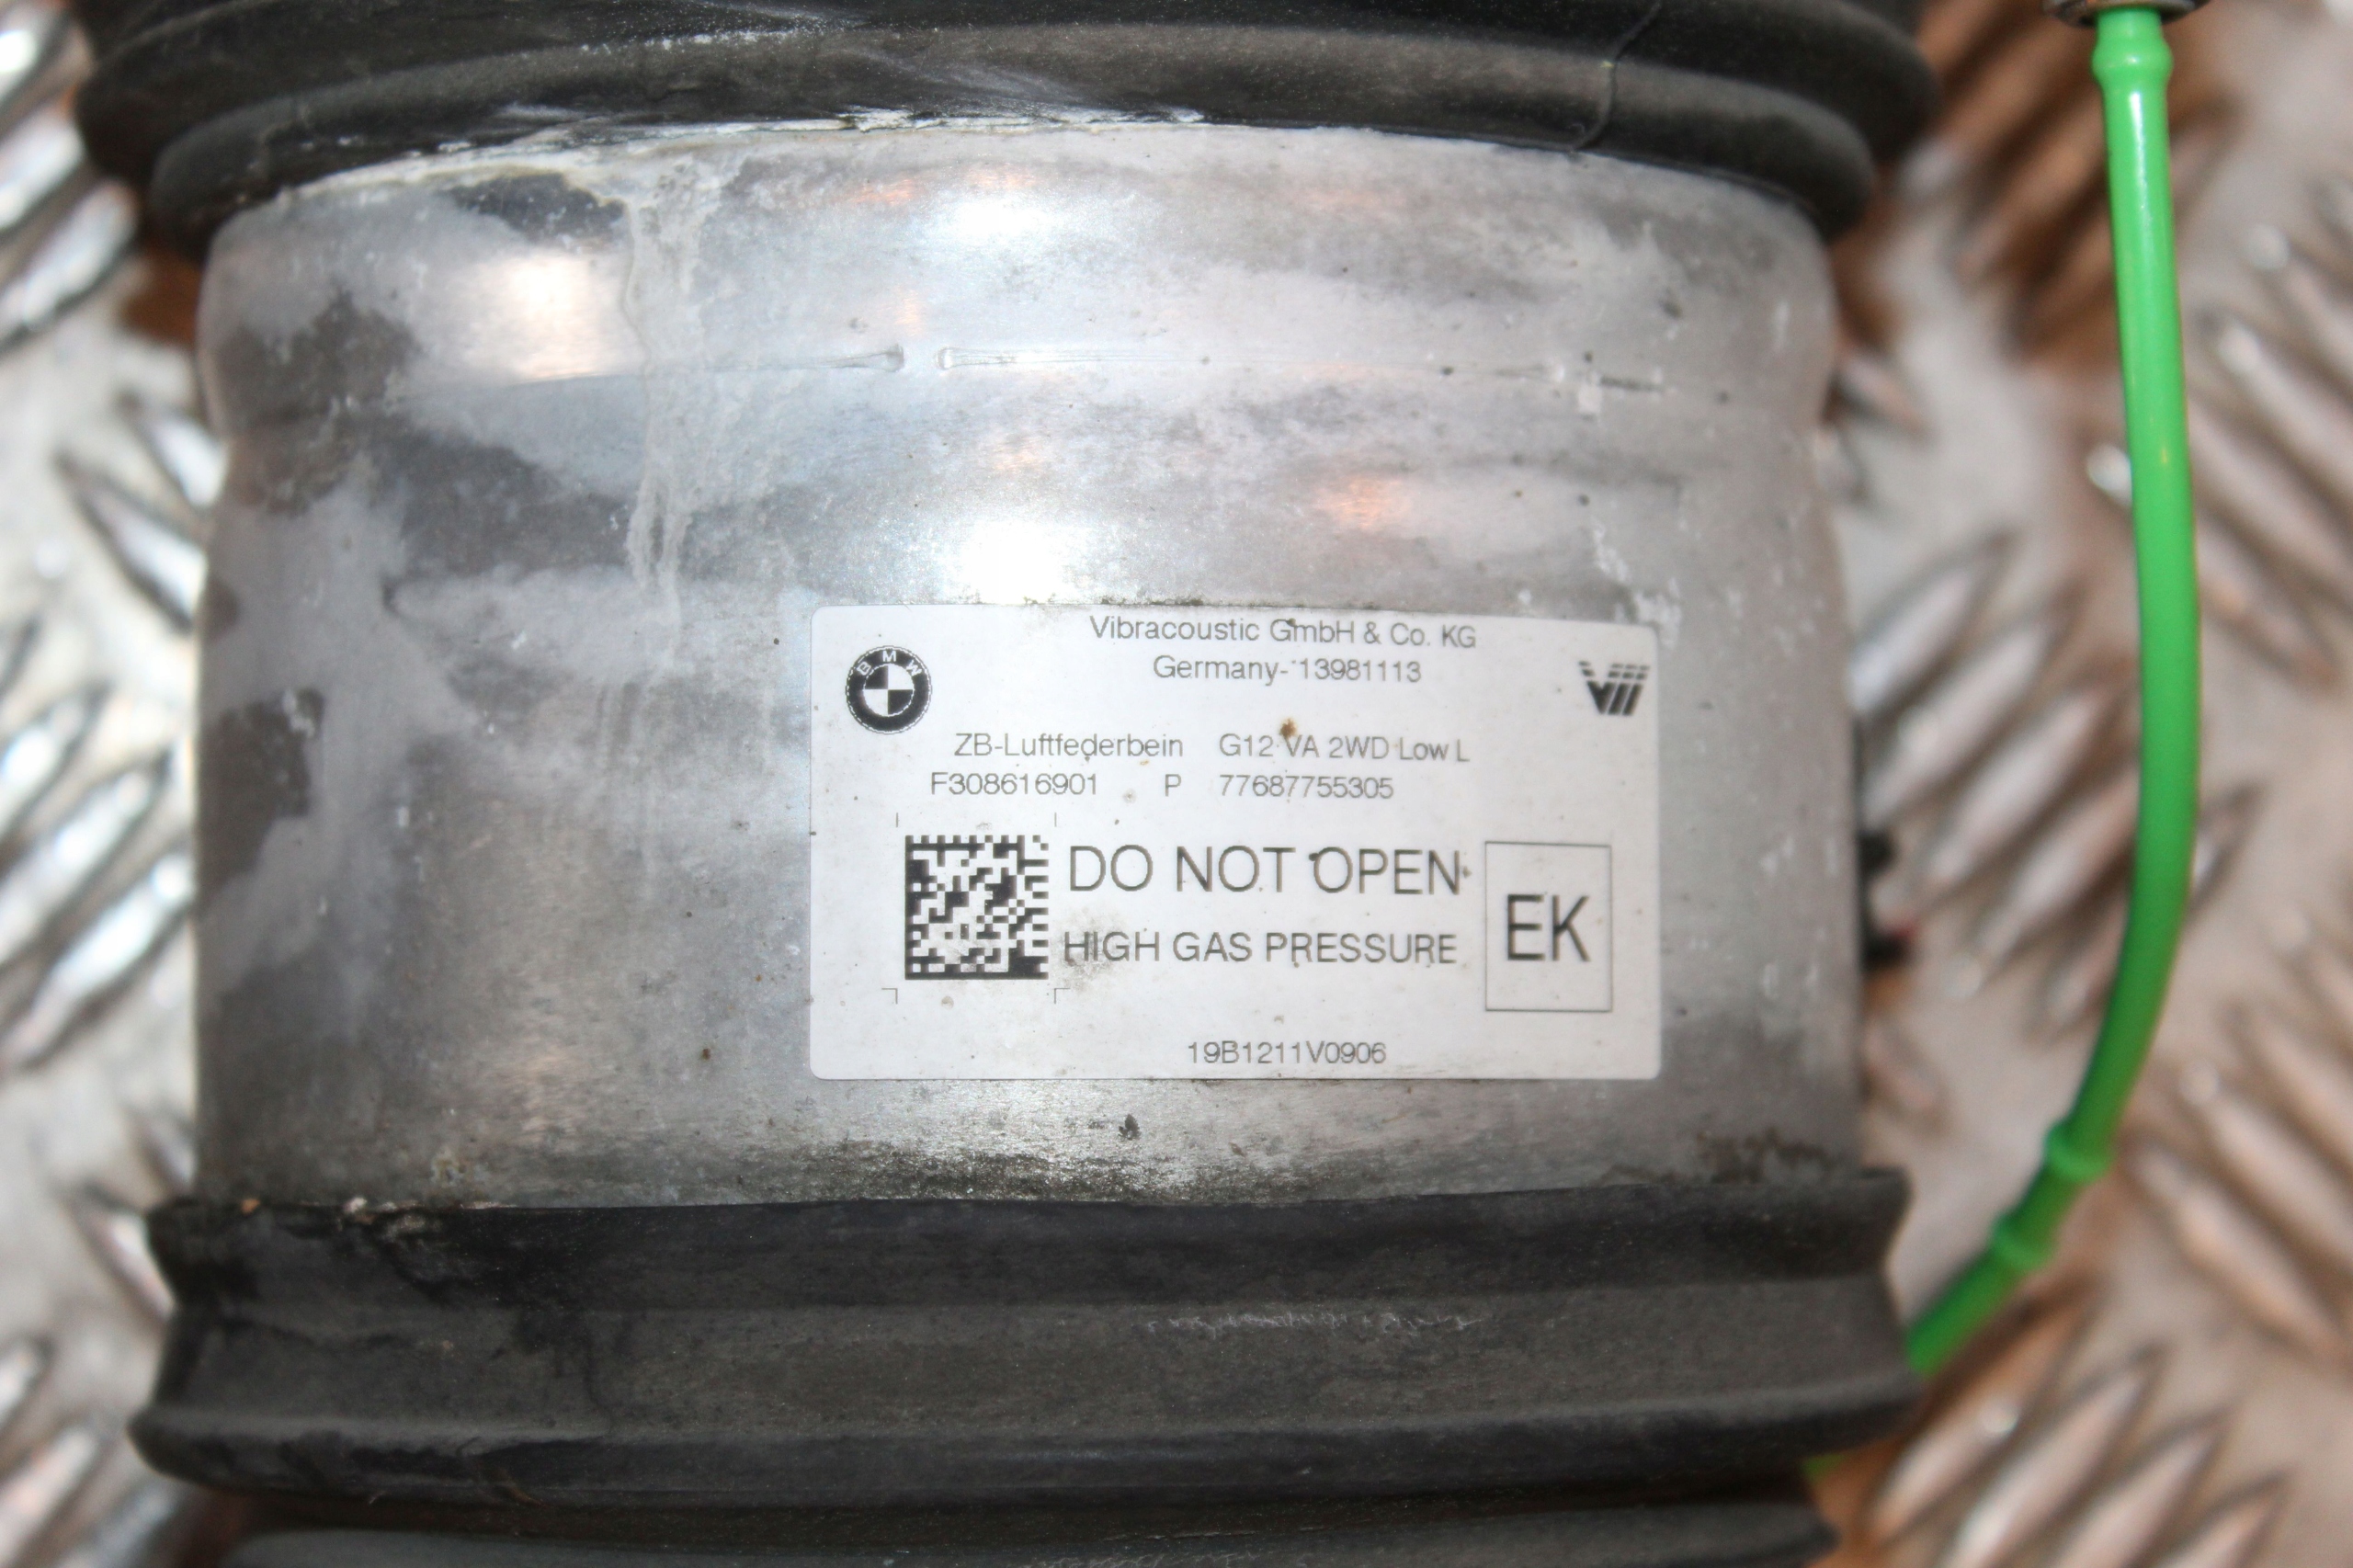 Vibracoustic GmbH & Co. KG
Germany- 13981113
BMW
ZB-Luftfederbein G12 VA 2WD Low L
F308616901 P 77687755305
DO NOT OPEN
HIGH GAS PRESSURE
EK
19B1211V0906